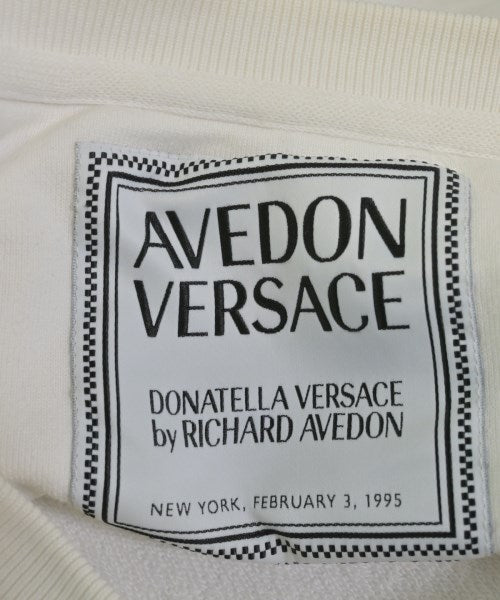 AVEDON
VERSACE
DONATELLA VERSACE
by RICHARD AVEDON
NEW YORK, FEBRUARY 3, 1995